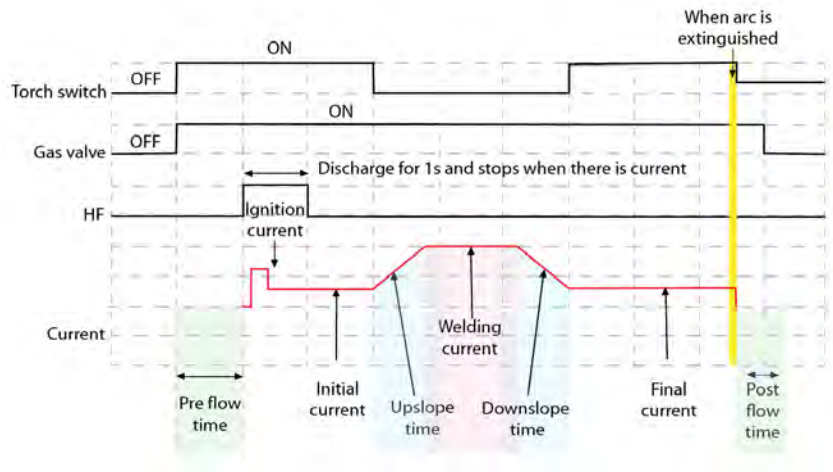 When arc is
extinguished
ON
OFF
Torch switch
ON
OFF
Gas valve
Discharge for 1s and stops when there is current
HF
Ignition
current
Current
Welding
current
Pre flow
time
Initial
current
Upslope
time
Downslope
time
Final
current
Post
flow
time